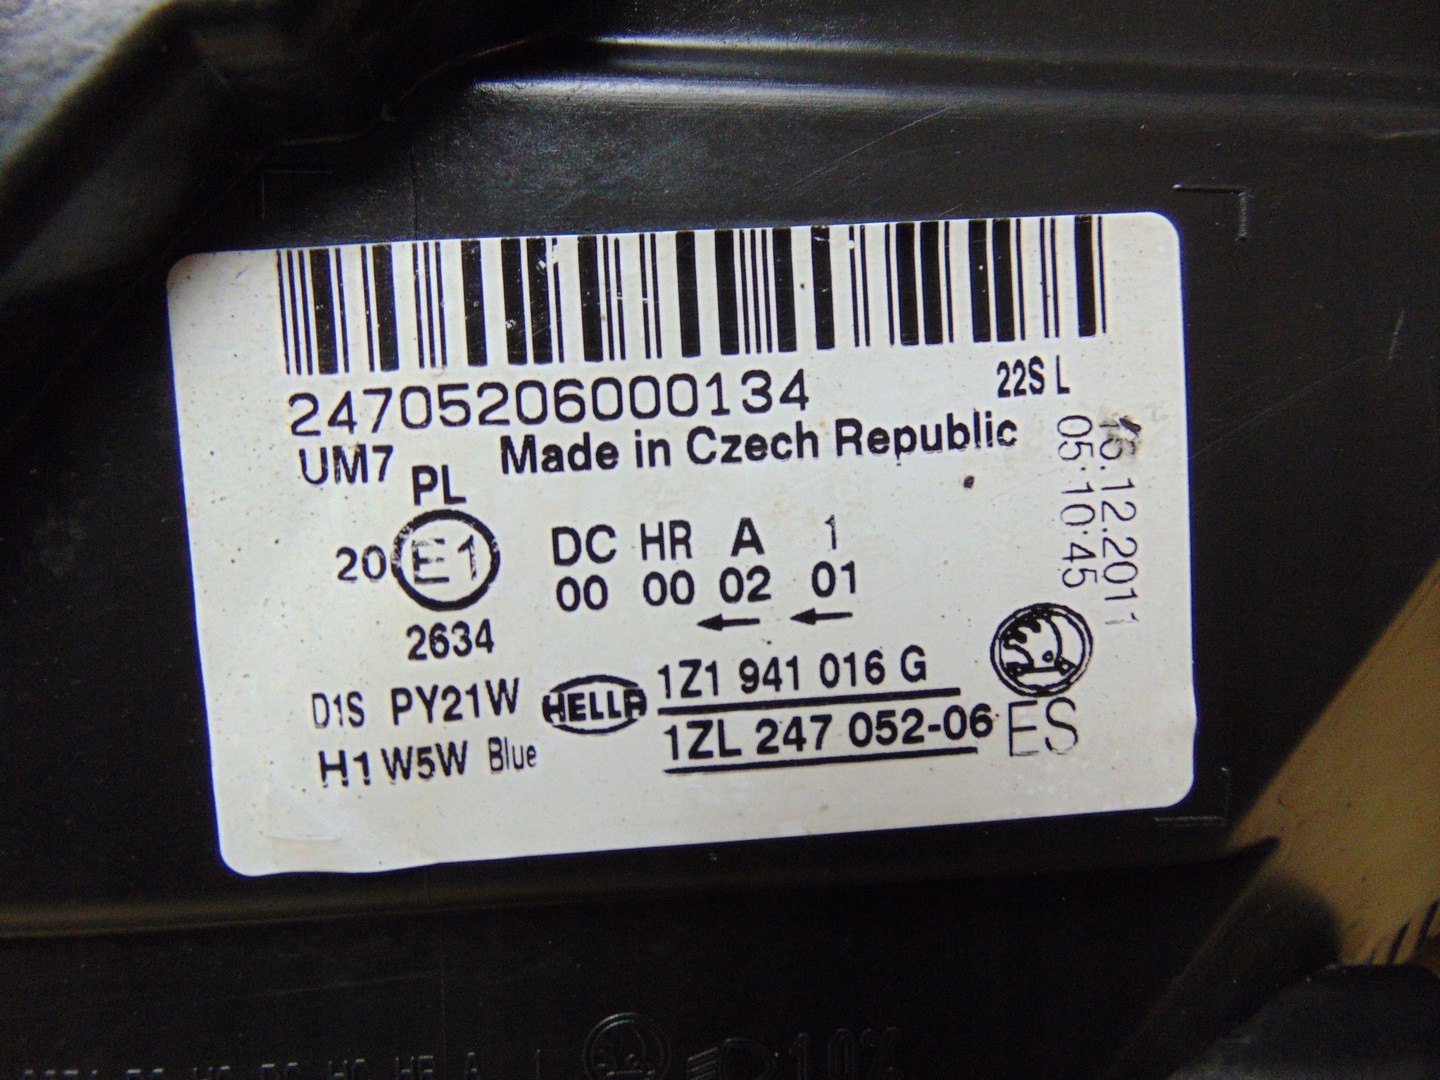 24705206000134
22S L
UM7 Made in Czech Republic
PL
20 E1 DC HR A 1
00 00 02 01
2634
D1S PY21W HELLA 1Z1 941 016 G
H1 W5W Blue 1ZL 247 052-06 ES
12.2011
05:10:45
10%